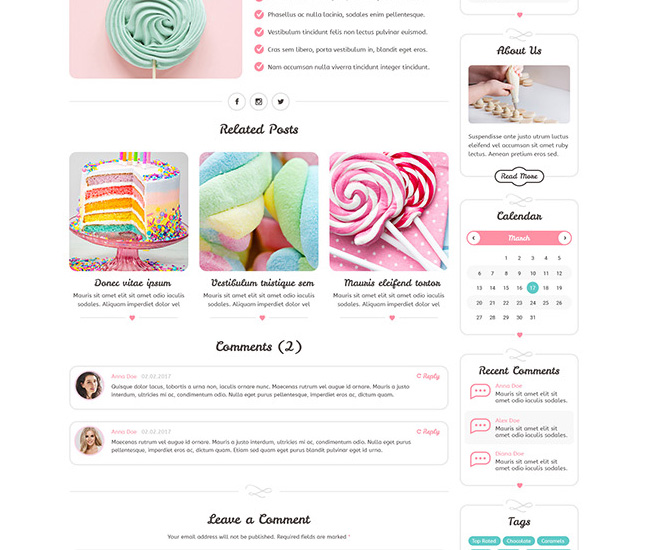 Phasellus ac nulla lacinia, sodales enim pellentesque.
Vestibulum tincidunt felis non lectus pulvinar euismod.
Cras sem libero, porta vestibulum in, blandit eget eros.
Nam accumsan nulla viverra tincidunt integer tincidunt.
Related Posts
Donec vitae ipsum
Mauris sit amet elit sit amet odio iaculis
sodales. Aliquam imperdiet dolor vel
Vestibulum tristique sem
Mauris sit amet elit sit amet odio iaculis
sodales. Aliquam imperdiet dolor vel
Mauris eleifend tortor
Mauris sit amet elit sit amet odio iaculis
sodales. Aliquam imperdiet dolor vel
Comments (2)
Anna Doe 02.02.2017
Reply
Quisque dolor lacus, lobortis a urna non, iaculis ornare nunc. Maecenas rutrum vel augue id ornare. Mauris a justo
interdum, ultricies mi ac, condimentum odio. Nulla eget purus pellentesque eros ac, dictum quam.
Anna Doe 02.02.2017
Reply
Maecenas rutrum vel augue id ornare. Mauris a justo interdum, ultricies mi ac, condimentum odio. Nulla eget purus
pellentesque eros ac, dictum quam. Etiam sed quam eget purus blandit pulvinar eget id urna.
Leave a Comment
Your email address will not be published. Required fields are marked *
About Us
Suspendisse ante justo utrum luctus
eleifend vel accumsan sit amet ruby
lectus. Aenean pretium eros sed.
Read More
Calendar
March
1 2 3 4 5
6 7 8 9 10 11 12
13 14 15 16 17 18 19
20 21 22 23 24 25 26
27 28 29 30 31
Recent Comments
Anna Doe
Mauris sit amet elit sit
amet odio iaculis sodales.
Alex Doe
Mauris sit amet elit sit
amet odio iaculis sodales.
Diana Doe
Mauris sit amet elit sit
amet odio iaculis sodales.
Tags
Top Rated Chocolate Caramels